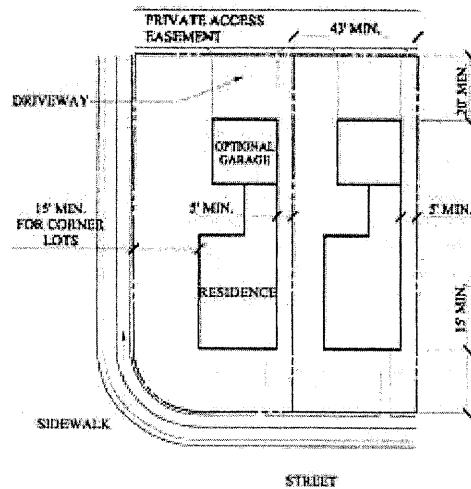 PRIVATE ACCESS
EASEMENT
43' MIN.
DRIVEWAY
20' MIN.
OPTIONAL
GARAGE
15' MIN.
FOR CORNER
LOTS
5' MIN.
5' MIN.
RESIDENCE
15' MIN.
SIDEWALK
STREET